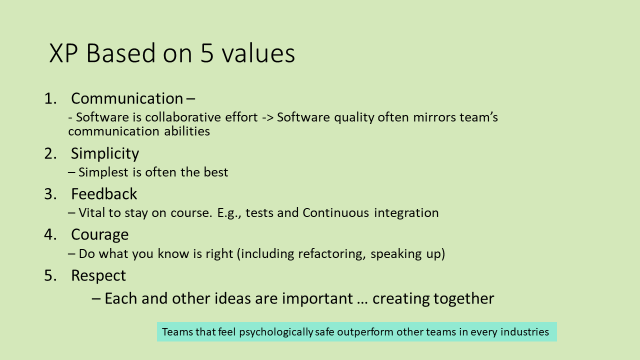 XP Based on 5 values
1. Communication –
- Software is collaborative effort -> Software quality often mirrors team's
communication abilities
2. Simplicity
– Simplest is often the best
3. Feedback
– Vital to stay on course. E.g., tests and Continuous integration
4. Courage
– Do what you know is right (including refactoring, speaking up)
5. Respect
– Each and other ideas are important … creating together
Teams that feel psychologically safe outperform other teams in every industries